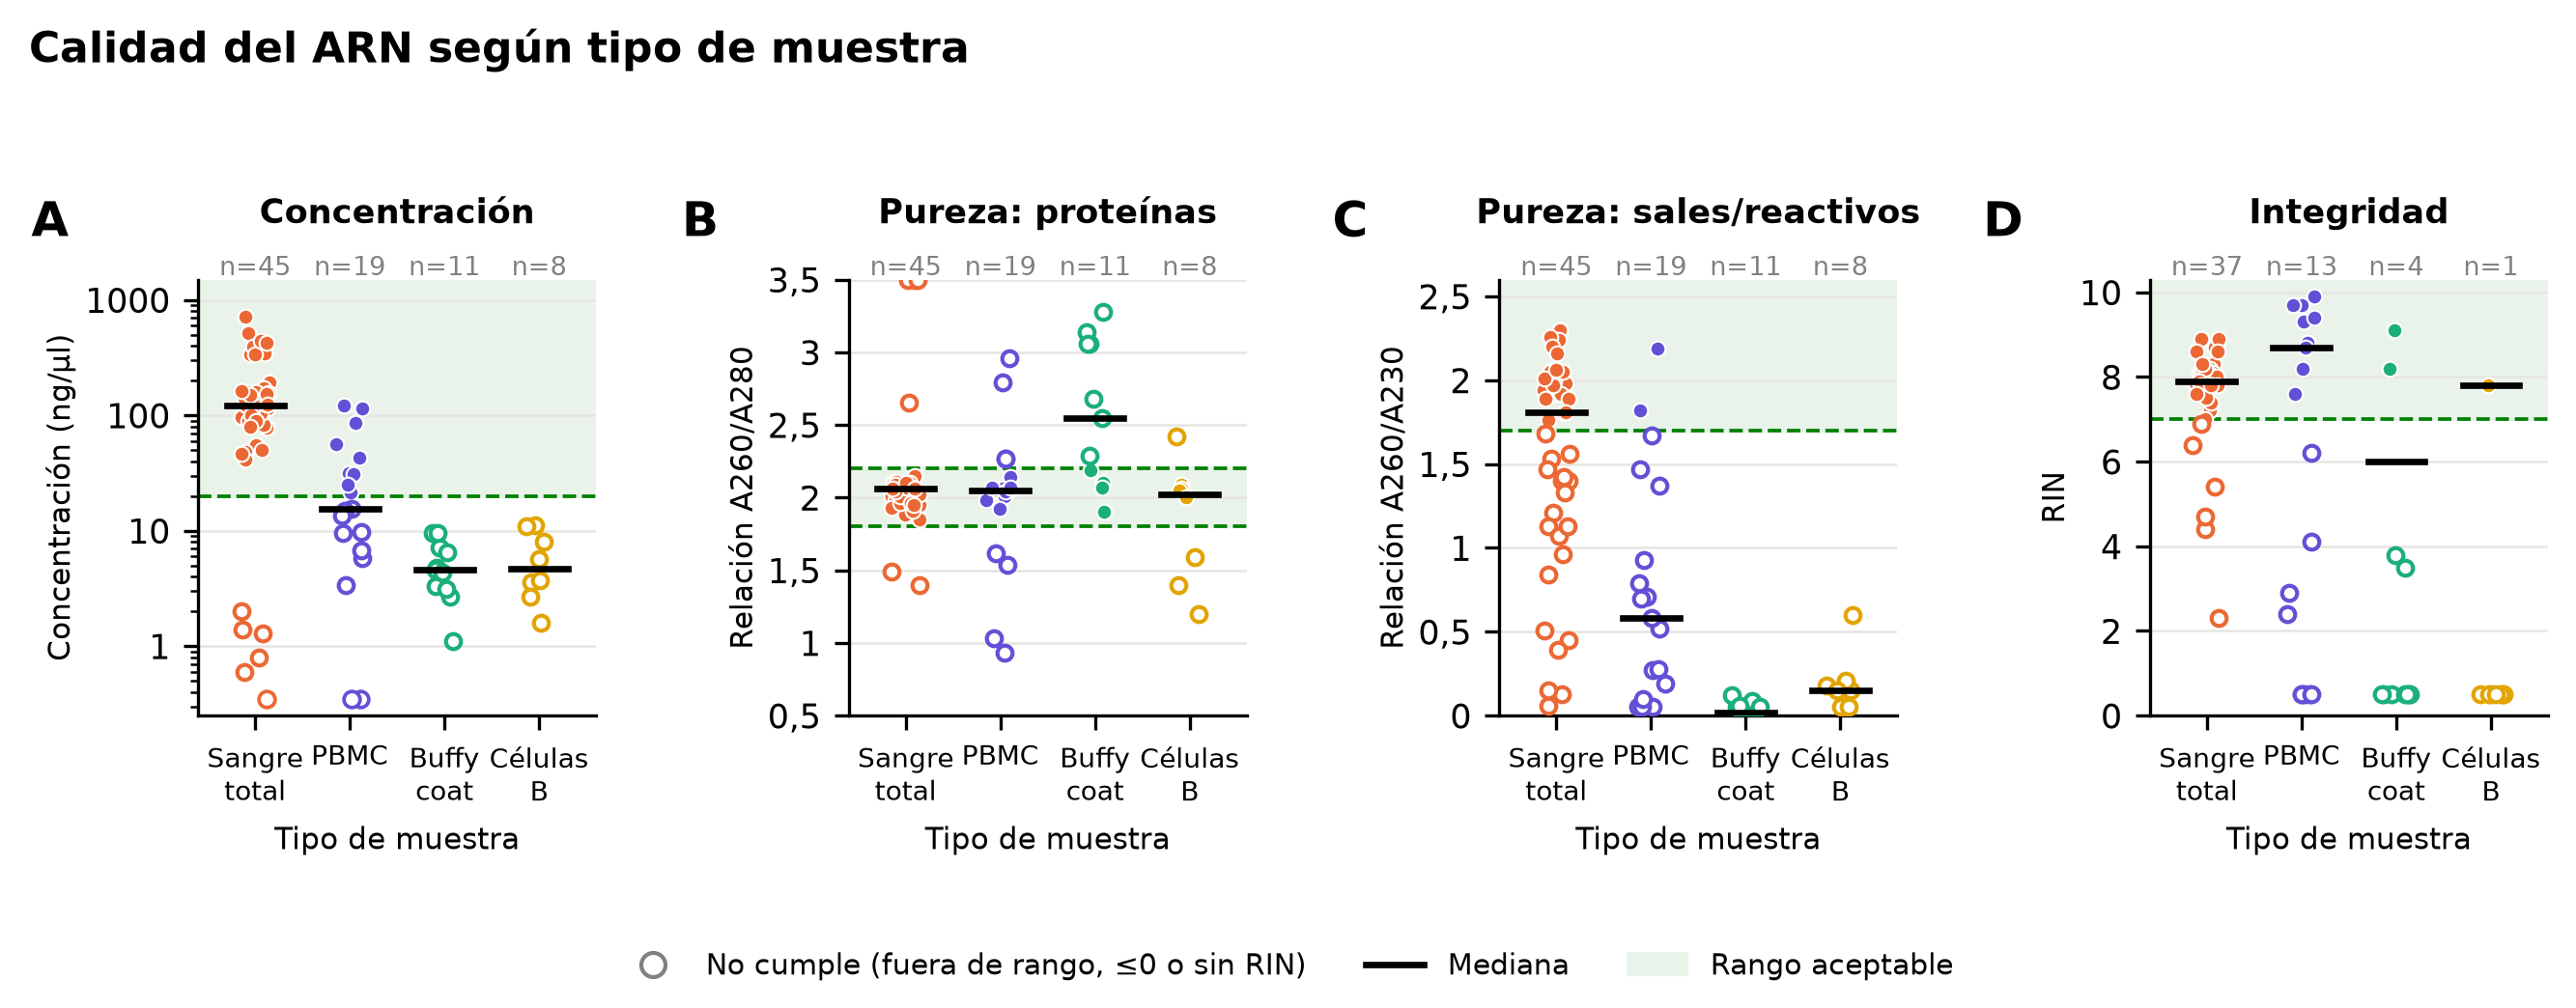 Calidad del ARN según tipo de muestra
A
Concentración
n=45 n=19 n=11 n=8
1000
100
10
1
Concentración (ng/µl)
Sangre total
PBMC
Buffy coat
Células B
Tipo de muestra
B
Pureza: proteínas
n=45 n=19 n=11 n=8
3,5
3
2,5
2
1,5
1
0,5
Relación A260/A280
Sangre total
PBMC
Buffy coat
Células B
Tipo de muestra
C
Pureza: sales/reactivos
n=45 n=19 n=11 n=8
2,5
2
1,5
1
0,5
0
Relación A260/A230
Sangre total
PBMC
Buffy coat
Células B
Tipo de muestra
D
Integridad
n=37 n=13 n=4 n=1
10
8
6
4
2
0
RIN
Sangre total
PBMC
Buffy coat
Células B
Tipo de muestra
No cumple (fuera de rango, ≤0 o sin RIN)
Mediana
Rango aceptable